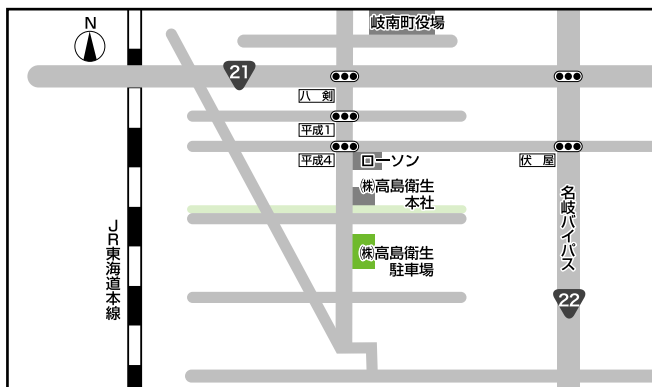 岐南町役場
N
21
八剣
平成1
平成4
ローソン
伏屋
㈱高島衛生
本社
名岐バイパス
JR東海道本線
㈱高島衛生
駐車場
22